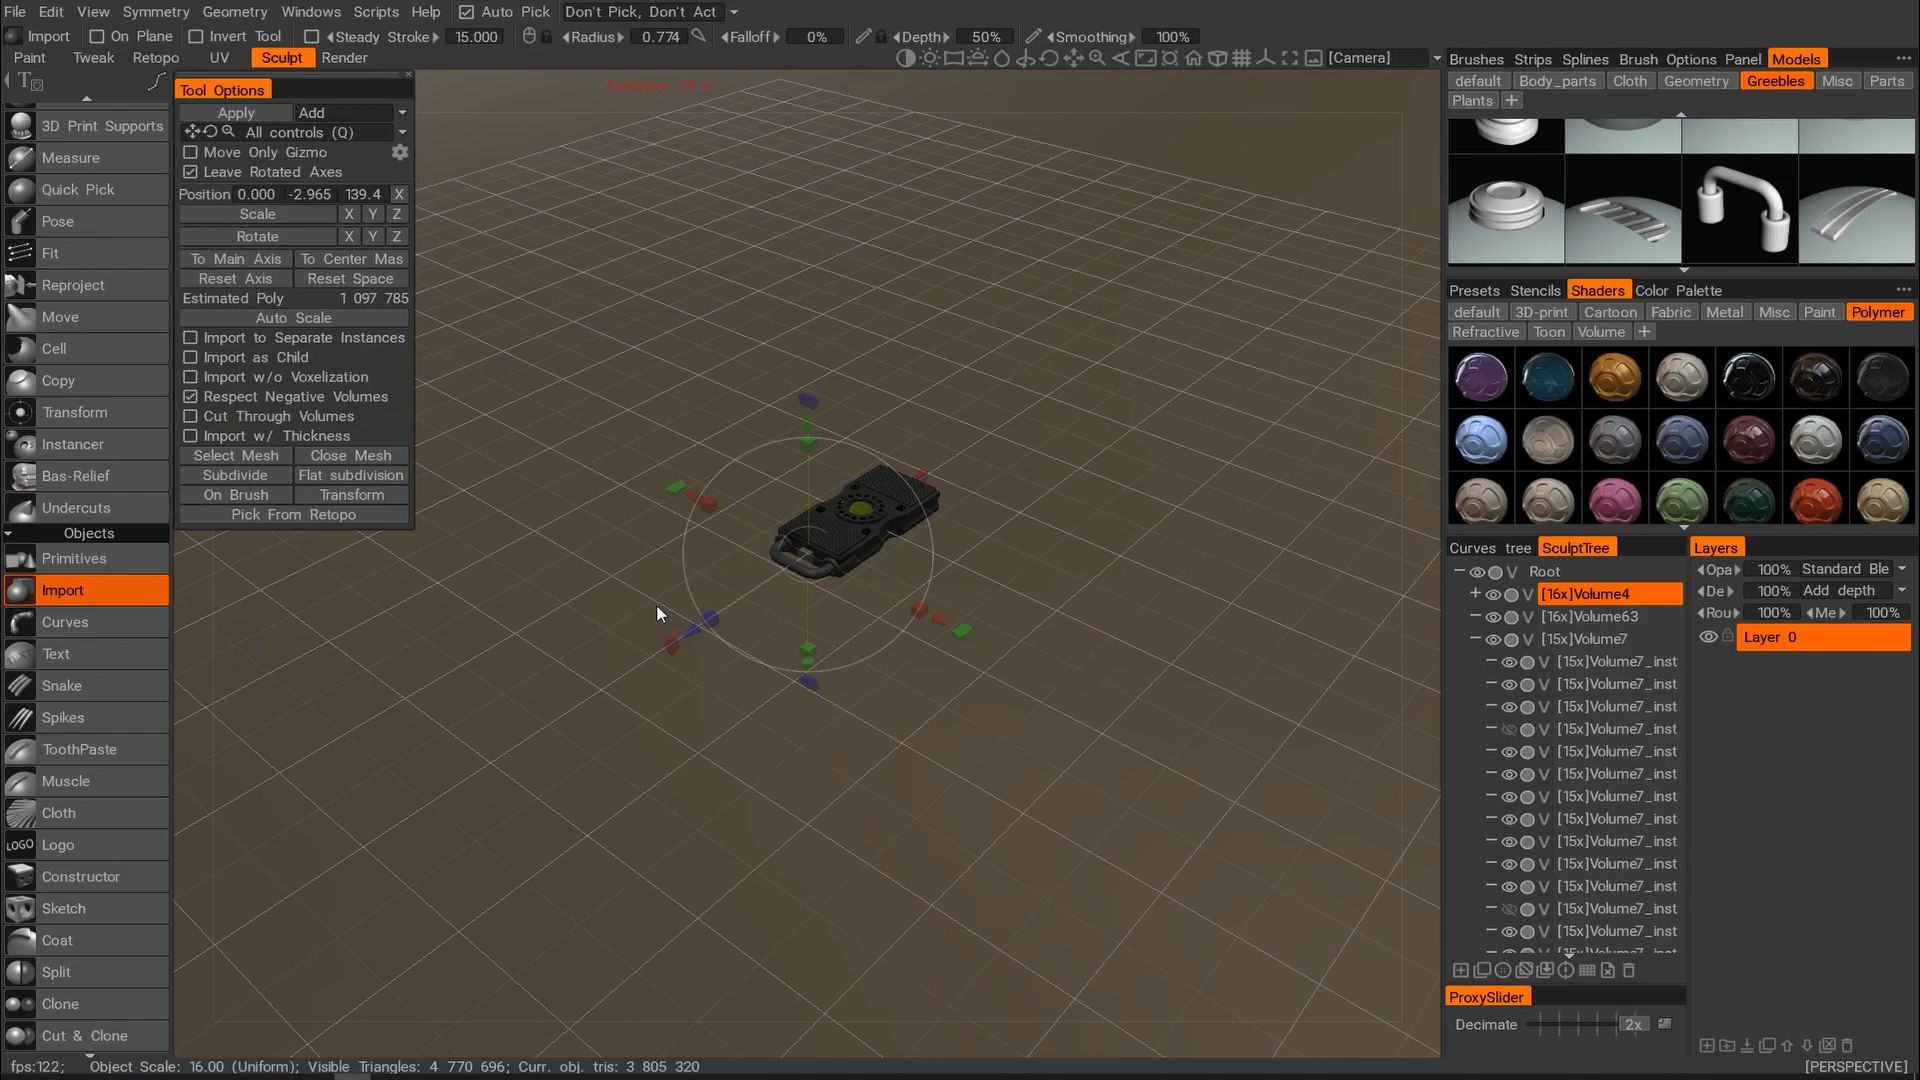 File Edit View Symmetry Geometry Windows Scripts Help Auto Pick Don't Pick, Don't Act
Import On Plane Invert Tool Steady Stroke 15.000 Radius 0.774 Falloff 0% Depth 50% Smoothing 100%
Paint Tweak Retopo UV Sculpt Render [Camera]
Brushes Strips Splines Brush Options Panel Models
default Body_parts Cloth Geometry Greebles Misc Parts
Plants +
Tool Options
Apply Add
All controls (Q)
Move Only Gizmo
Leave Rotated Axes
Position 0.000 -2.965 139.4 X
Scale X Y Z
Rotate X Y Z
To Main Axis To Center Mas
Reset Axis Reset Space
Estimated Poly 1 097 785
Auto Scale
Import to Separate Instances
Import as Child
Import w/o Voxelization
Respect Negative Volumes
Cut Through Volumes
Import w/ Thickness
Select Mesh Close Mesh
Subdivide Flat subdivision
On Brush Transform
Pick From Retopo
3D Print Supports
Measure
Quick Pick
Pose
Fit
Reproject
Move
Cell
Copy
Transform
Instancer
Bas-Relief
Undercuts
Objects
Primitives
Import
Curves
Text
Snake
Spikes
ToothPaste
Muscle
Cloth
LOGO Logo
Constructor
Sketch
Coat
Split
Clone
Cut & Clone
Presets Stencils Shaders Color Palette
default 3D-print Cartoon Fabric Metal Misc Paint Polymer
Refractive Toon Volume +
Curves tree SculptTree
V Root
V [16x]Volume4
V [16x]Volume63
V [15x]Volume7
V [15x]Volume7_inst
V [15x]Volume7_inst
V [15x]Volume7_inst
V [15x]Volume7_inst
V [15x]Volume7_inst
V [15x]Volume7_inst
V [15x]Volume7_inst
V [15x]Volume7_inst
V [15x]Volume7_inst
V [15x]Volume7_inst
V [15x]Volume7_inst
V [15x]Volume7_inst
V [15x]Volume7_inst
Layers
Opa 100% Standard Ble
De 100% Add depth
Rou 100% Me 100%
Layer 0
ProxySlider
Decimate 2x
fps:122; Object Scale: 16.00 (Uniform); Visible Triangles: 4 770 696; Curr. obj. tris: 3 805 320
[PERSPECTIVE]